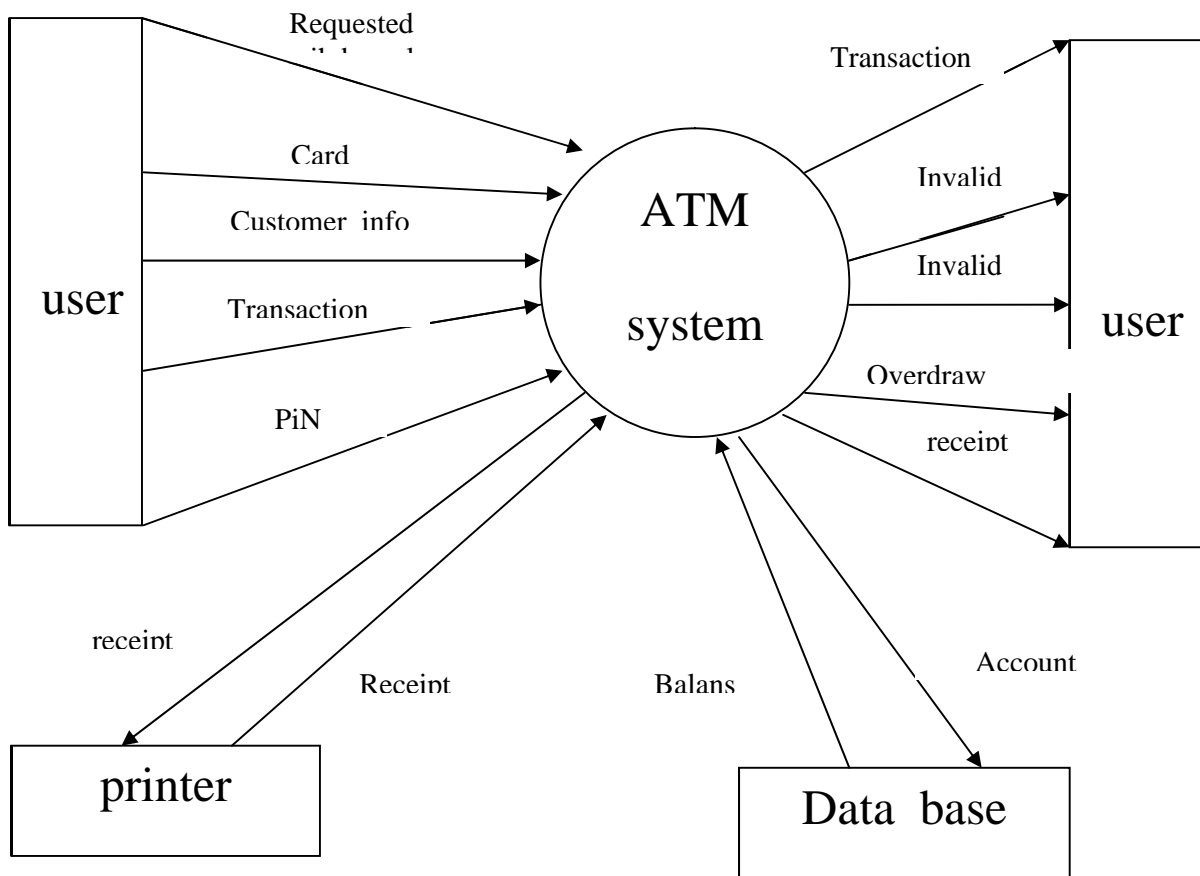 Requested
Transaction
Card
Invalid
ATM
Customer info
Invalid
user
Transaction
system
user
Overdraw
PiN
receipt
receipt
Receipt
Balans
Account
printer
Data base